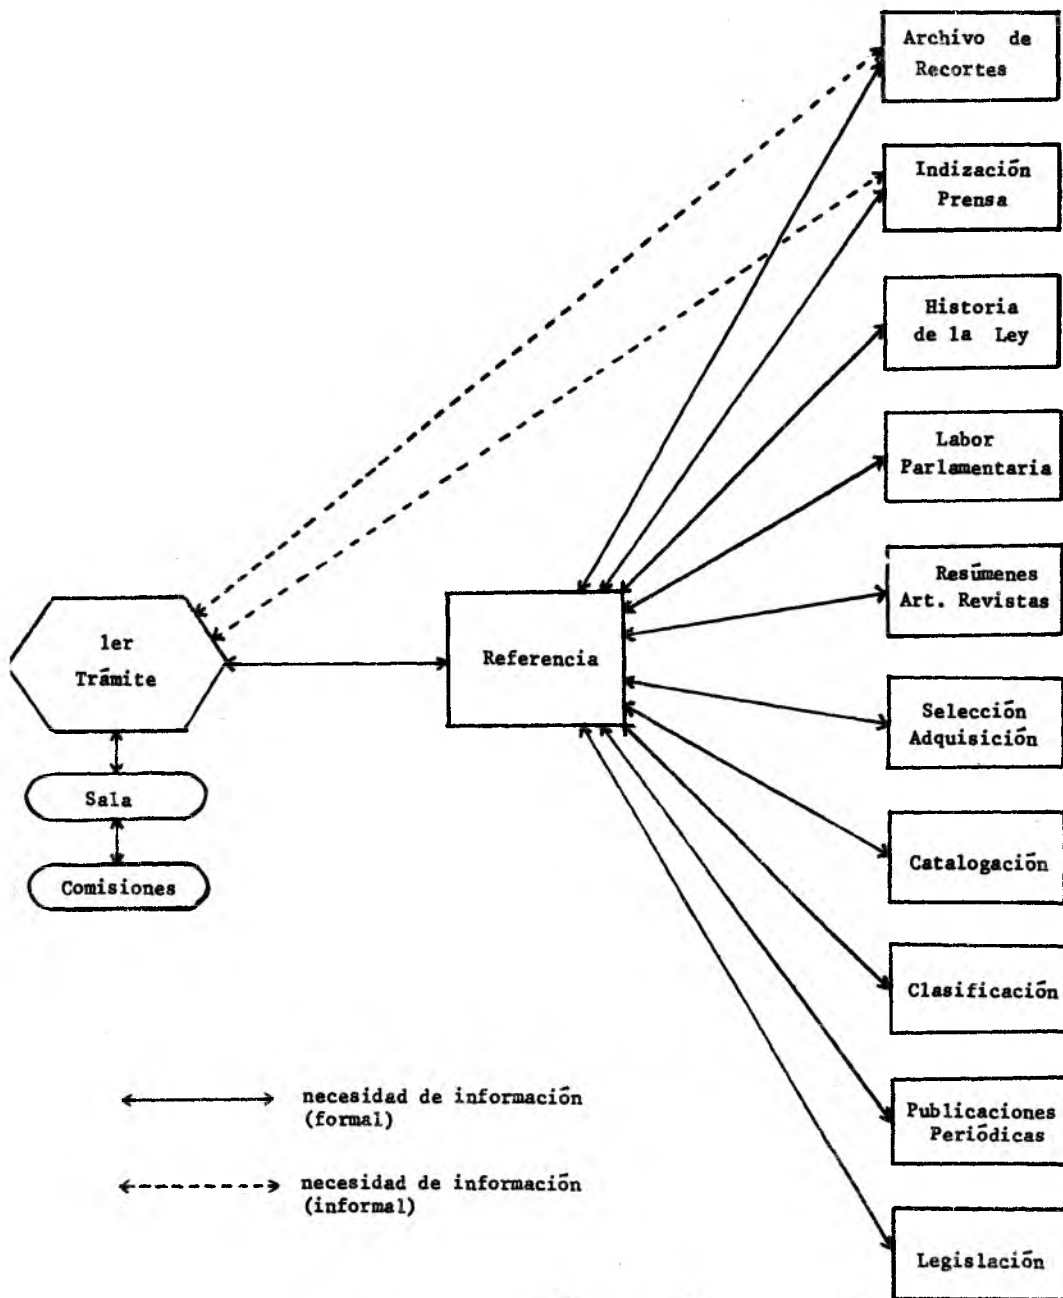 Archivo de
Recortes
Indización
Prensa
Historia
de la Ley
Labor
Parlamentaria
Resúmenes
Art. Revistas
1er
Trámite
Referencia
Selección
Adquisición
Sala
Catalogación
Comisiones
Clasificación
necesidad de información
(formal)
Publicaciones
Periódicas
necesidad de información
(informal)
Legislación